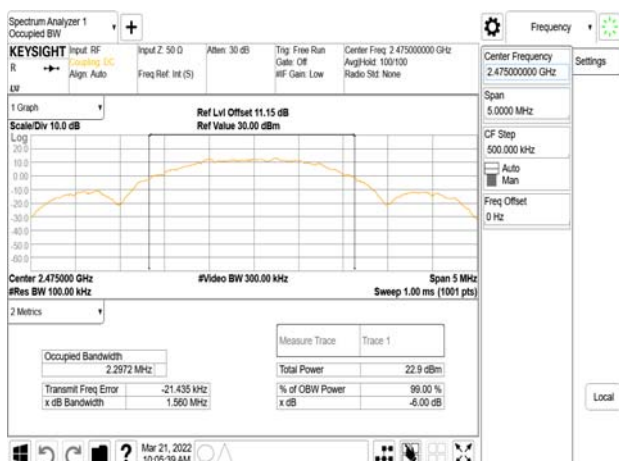 Spectrum Analyzer 1
Occupied BW
Frequency
KEYSIGHT
R
LV
Input: RF
Coupling: DC
Align: Auto
Input Z: 50 Ω
Freq Ref: Int (S)
Atten: 30 dB
Trig: Free Run
Gate: Off
#IF Gain: Low
Center Freq: 2.475000000 GHz
Avg|Hold: 100/100
Radio Std: None
Center Frequency
2.475000000 GHz
Settings
Span
5.0000 MHz
CF Step
500.000 kHz
Auto
Man
Freq Offset
0 Hz
1 Graph
Scale/Div 10.0 dB
Ref Lvl Offset 11.15 dB
Ref Value 30.00 dBm
Log
20.0
10.0
0.00
-10.0
-20.0
-30.0
-40.0
-50.0
-60.0
Center 2.475000 GHz
#Res BW 100.00 kHz
#Video BW 300.00 kHz
Span 5 MHz
Sweep 1.00 ms (1001 pts)
2 Metrics
Measure Trace Trace 1
Occupied Bandwidth
2.2972 MHz
Total Power 22.9 dBm
Transmit Freq Error -21.435 kHz
% of OBW Power 99.00 %
x dB Bandwidth 1.560 MHz
x dB -6.00 dB
Local
?
Mar 21, 2022
10:05:39 AM